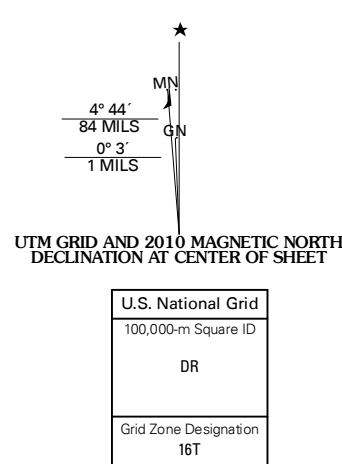 MN
4° 44´
84 MILS
GN
0° 3´
1 MILS
UTM GRID AND 2010 MAGNETIC NORTH
DECLINATION AT CENTER OF SHEET
U.S. National Grid
100,000-m Square ID
DR
Grid Zone Designation
16T